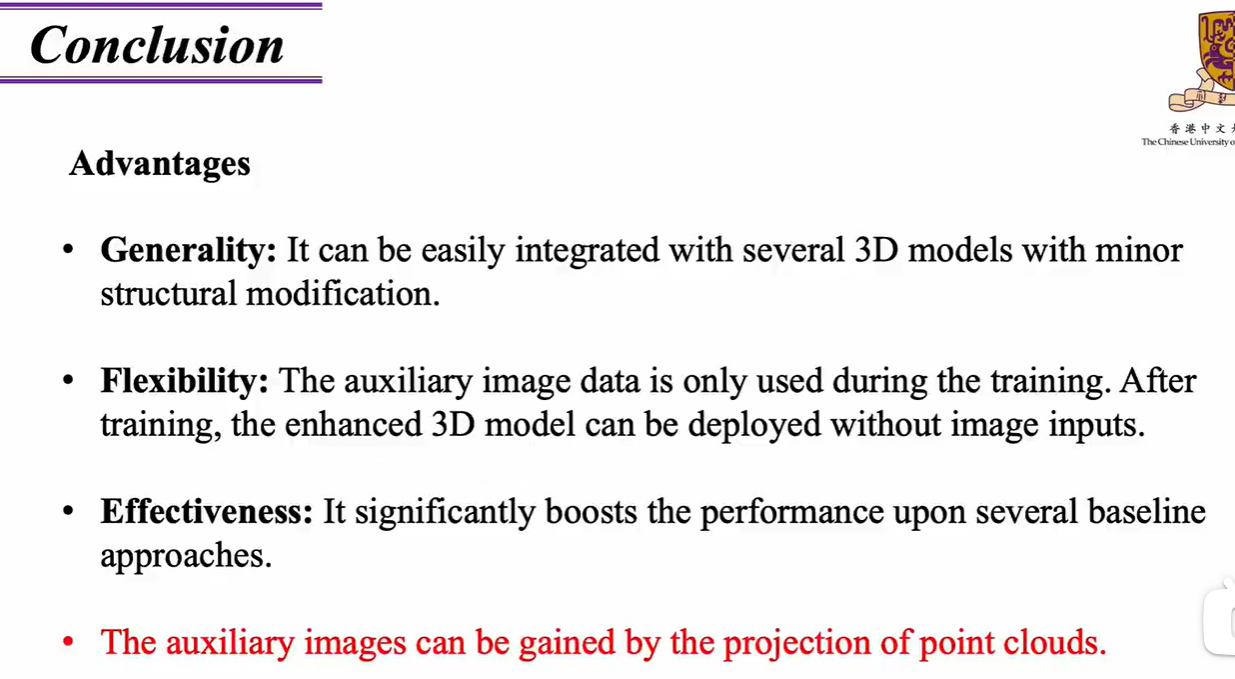 Conclusion
香港中文
The Chinese University
Advantages
• Generality: It can be easily integrated with several 3D models with minor
structural modification.
• Flexibility: The auxiliary image data is only used during the training. After
training, the enhanced 3D model can be deployed without image inputs.
• Effectiveness: It significantly boosts the performance upon several baseline
approaches.
• The auxiliary images can be gained by the projection of point clouds.